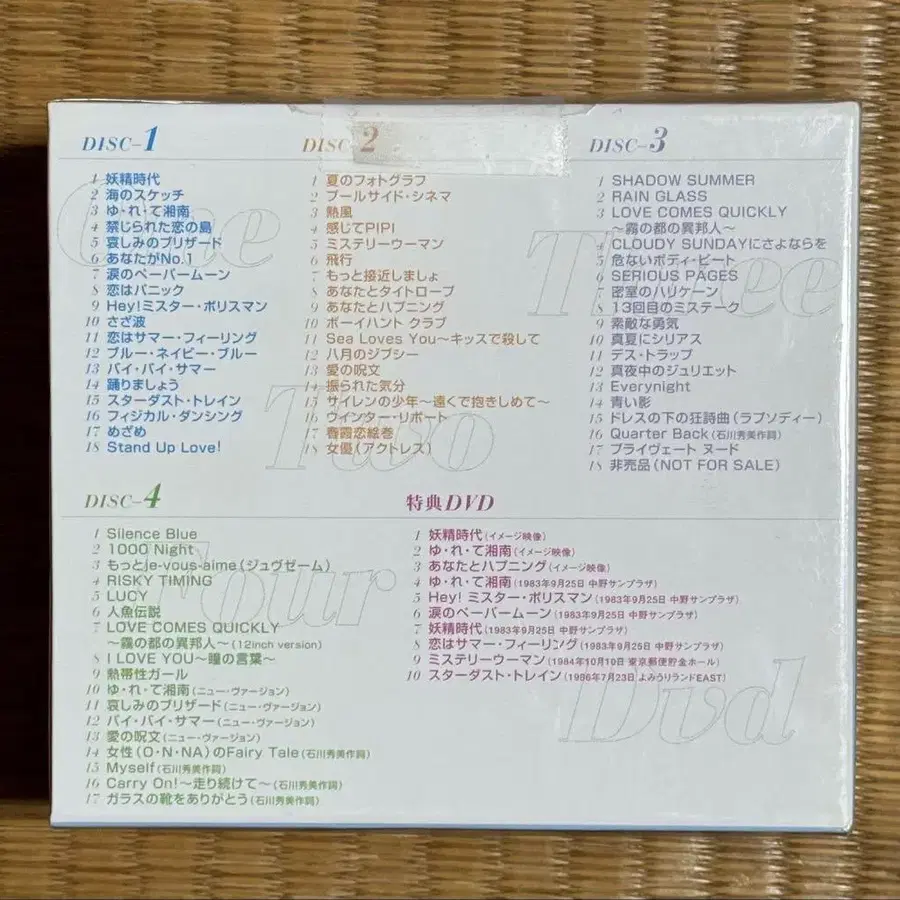 DISC-1
1 妖精時代
2 海のスケッチ
3 ゆ・れ・て湘南
4 禁じられた恋の島
5 哀しみのブリザード
6 あなたがNo.1
7 涙のペーパームーン
8 恋はパニック
9 Hey!ミスター・ポリスマン
10 さざ波
11 恋はサマー・フィーリング
12 ブルー・ネイビー・ブルー
13 バイ・バイ・サマー
14 踊りましょう
15 スターダスト・トレイン
16 フィジカル・ダンシング
17 めざめ
18 Stand Up Love!
DISC-2
1 夏のフォトグラフ
2 プールサイド・シネマ
3 熱風
4 感じてPIPI
5 ミステリーウーマン
6 飛行
7 もっと接近しましょ
8 あなたとタイトロープ
9 あなたとハプニング
10 ボーイハント クラブ
11 Sea Loves You〜キッスで殺して
12 八月のジプシー
13 愛の呪文
14 振られた気分
15 サイレンの少年〜遠くで抱きしめて〜
16 ウインター・リポート
17 春霞恋絵巻
18 女優（アクトレス）
DISC-3
1 SHADOW SUMMER
2 RAIN GLASS
3 LOVE COMES QUICKLY
〜霧の都の異邦人〜
4 CLOUDY SUNDAYにさよならを
5 危ないボディ・ビート
6 SERIOUS PAGES
7 密室のハリケーン
8 13回目のミステーク
9 素敵な勇気
10 真夏にシリアス
11 デス・トラップ
12 真夜中のジュリエット
13 Everynight
14 青い影
15 ドレスの下の狂詩曲（ラプソディー）
16 Quarter Back（石川秀美作詞）
17 プライヴェート ヌード
18 非売品（NOT FOR SALE）
DISC-4
1 Silence Blue
2 1000 Night
3 もっとje-vous-aime（ジュヴゼーム）
4 RISKY TIMING
5 LUCY
6 人魚伝説
7 LOVE COMES QUICKLY
〜霧の都の異邦人〜（12inch version）
8 I LOVE YOU〜瞳の言葉〜
9 熱帯性ガール
10 ゆ・れ・て湘南（ニュー・ヴァージョン）
11 哀しみのブリザード（ニュー・ヴァージョン）
12 バイ・バイ・サマー（ニュー・ヴァージョン）
13 愛の呪文（ニュー・ヴァージョン）
14 女性（O・N・NA）のFairy Tale（石川秀美作詞）
15 Myself（石川秀美作詞）
16 Carry On!〜走り続けて〜（石川秀美作詞）
17 ガラスの靴をありがとう（石川秀美作詞）
特典DVD
1 妖精時代（イメージ映像）
2 ゆ・れ・て湘南（イメージ映像）
3 あなたとハプニング（イメージ映像）
4 ゆ・れ・て湘南（1983年9月25日 中野サンプラザ）
5 Hey! ミスター・ポリスマン（1983年9月25日 中野サンプラザ）
6 涙のペーパームーン（1983年9月25日 中野サンプラザ）
7 妖精時代（1983年9月25日 中野サンプラザ）
8 恋はサマー・フィーリング（1983年9月25日 中野サンプラザ）
9 ミステリーウーマン（1984年10月10日 東京郵便貯金ホール）
10 スターダスト・トレイン（1986年7月23日 よみうりランドEAST）
One
Two
Three
Four
Dvd